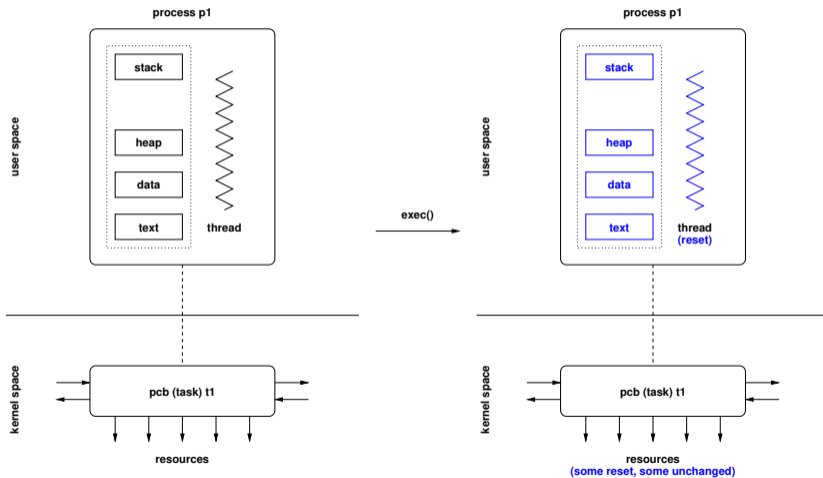 process p1
stack
heap
data
text
thread
user space
pcb (task) t1
kernel space
resources
exec()
process p1
stack
heap
data
text
thread
(reset)
user space
pcb (task) t1
kernel space
resources
(some reset, some unchanged)